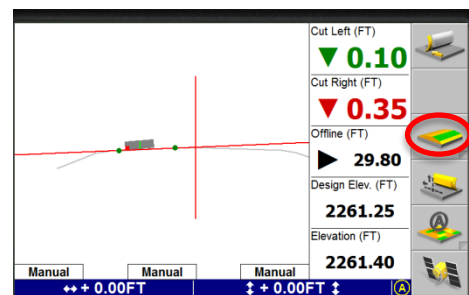 Cut Left (FT)
▼ 0.10
Cut Right (FT)
▼ 0.35
Offline (FT)
▶ 29.80
Design Elev. (FT)
2261.25
Elevation (FT)
2261.40
Manual Manual Manual
↔ + 0.00FT ↕ + 0.00FT ↕ A
A